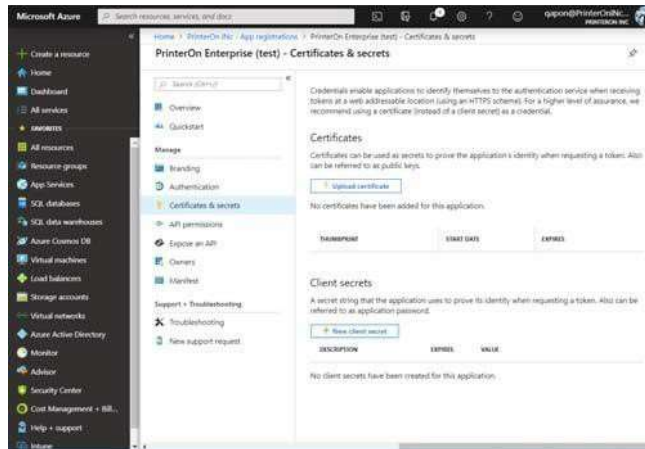 Microsoft Azure
Search resources, services, and docs
qapon@PrinterOnINc...
PRINTERON INC
Home > PrinterOn INc - App registrations > PrinterOn Enterprise (test) - Certificates & secrets
PrinterOn Enterprise (test) - Certificates & secrets
Create a resource
Home
Dashboard
All services
FAVORITES
All resources
Resource groups
App Services
SQL databases
SQL data warehouses
Azure Cosmos DB
Virtual machines
Load balancers
Storage accounts
Virtual networks
Azure Active Directory
Monitor
Advisor
Security Center
Cost Management + Bill...
Help + support
Intune
Search (Ctrl+/)
Overview
Quickstart
Manage
Branding
Authentication
Certificates & secrets
API permissions
Expose an API
Owners
Manifest
Support + Troubleshooting
Troubleshooting
New support request
Credentials enable applications to identify themselves to the authentication service when receiving
tokens at a web addressable location (using an HTTPS scheme). For a higher level of assurance, we
recommend using a certificate (instead of a client secret) as a credential.
Certificates
Certificates can be used as secrets to prove the application's identity when requesting a token. Also
can be referred to as public keys.
Upload certificate
No certificates have been added for this application.
THUMBPRINT START DATE EXPIRES
Client secrets
A secret string that the application uses to prove its identity when requesting a token. Also can be
referred to as application password.
+ New client secret
DESCRIPTION EXPIRES VALUE
No client secrets have been created for this application.